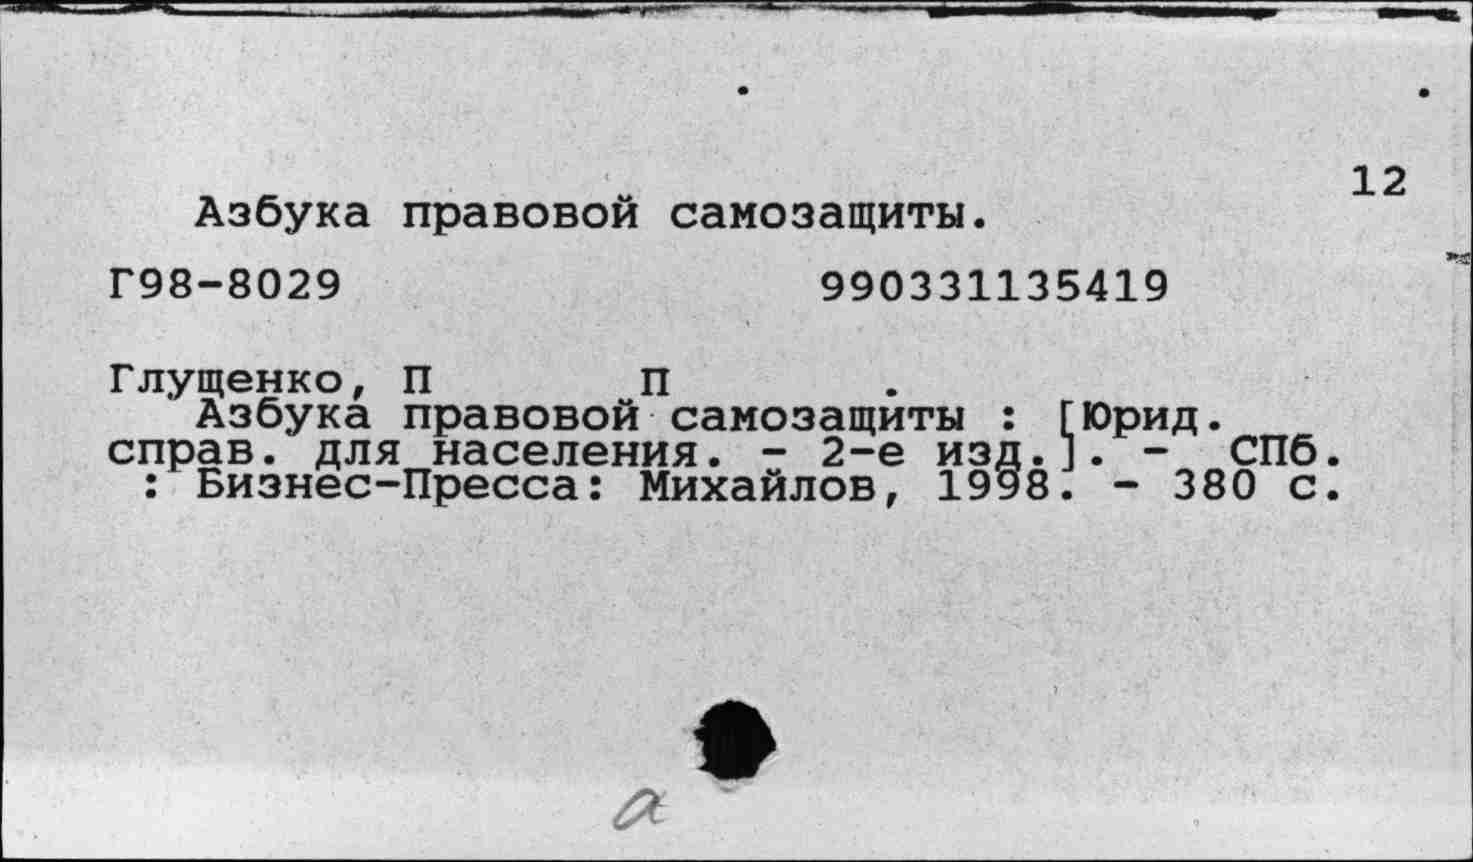 12
Азбука правовой самозащиты.
Г98-8029 990331135419
Глущенко, П П .
Азбука правовой самозащиты : [Юрид.
справ. для населения. - 2-е изд.]. - СПб.
: Бизнес-Пресса: Михайлов, 1998. - 380 с.
а